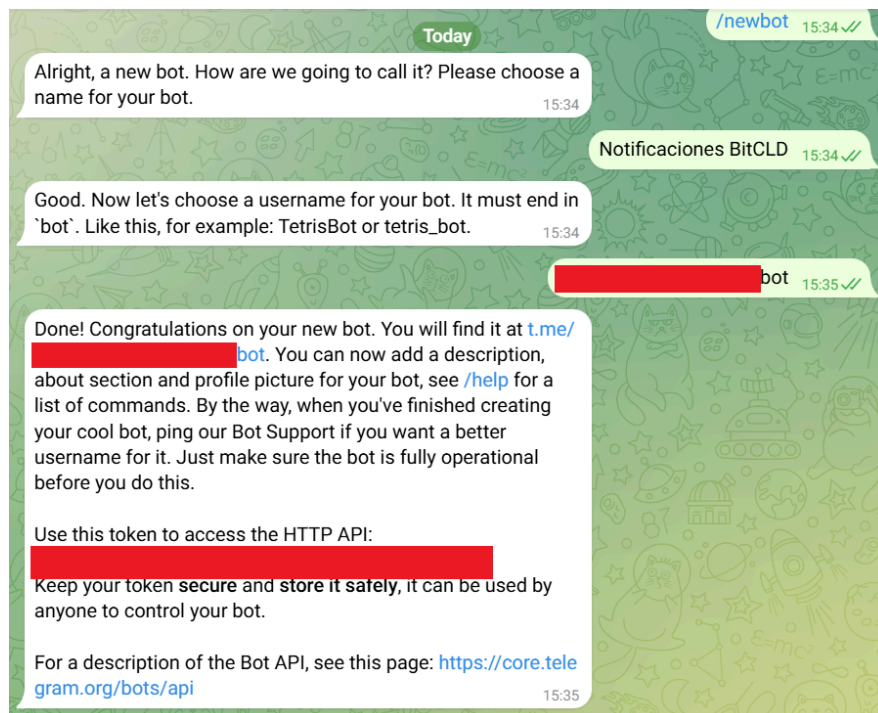 Today
/newbot 15:34
Alright, a new bot. How are we going to call it? Please choose a
name for your bot.
15:34
Notificaciones BitCLD 15:34
Good. Now let's choose a username for your bot. It must end in
`bot`. Like this, for example: TetrisBot or tetris_bot.
15:34
bot 15:35
Done! Congratulations on your new bot. You will find it at t.me/
bot. You can now add a description,
about section and profile picture for your bot, see /help for a
list of commands. By the way, when you've finished creating
your cool bot, ping our Bot Support if you want a better
username for it. Just make sure the bot is fully operational
before you do this.
Use this token to access the HTTP API:
Keep your token secure and store it safely, it can be used by
anyone to control your bot.
For a description of the Bot API, see this page: https://core.tele
gram.org/bots/api
15:35